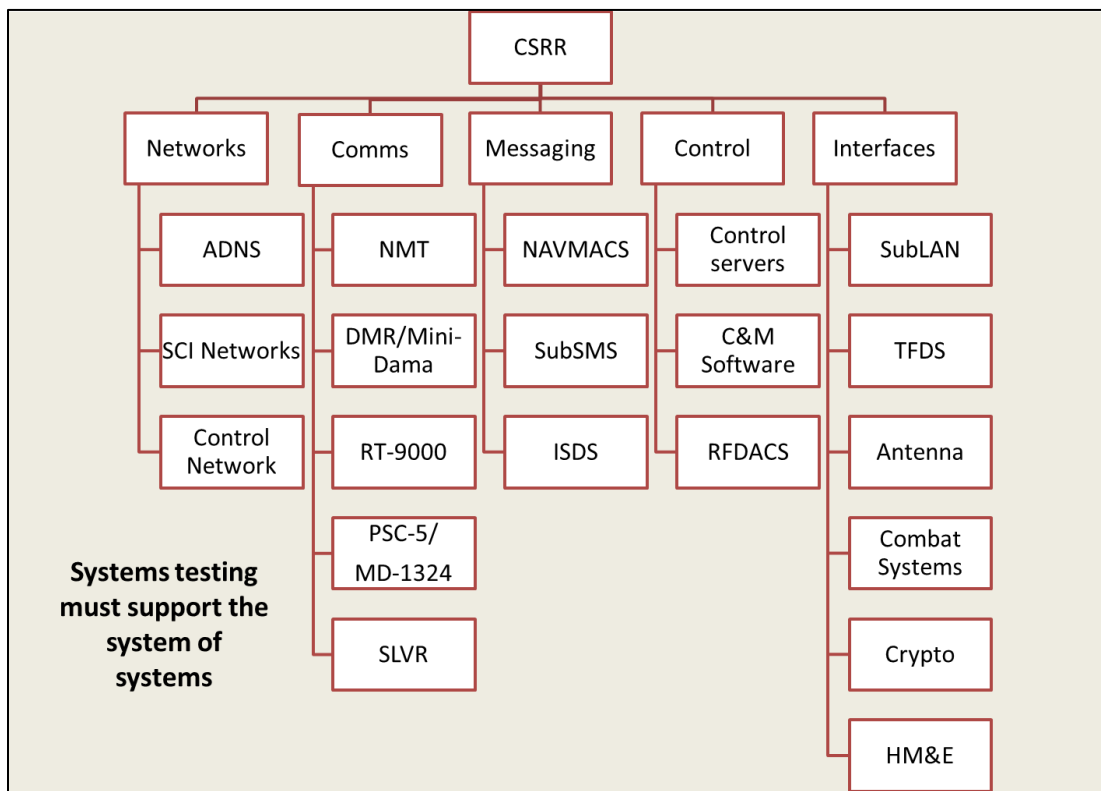 CSRR
Networks
Comms
Messaging
Control
Interfaces
ADNS
SCI Networks
Control
Network
NMT
DMR/Mini-
Dama
RT-9000
PSC-5/
MD-1324
SLVR
NAVMACS
SubSMS
ISDS
Control
servers
C&M
Software
RFDACS
SubLAN
TFDS
Antenna
Combat
Systems
Crypto
HM&E
Systems testing
must support the
system of
systems